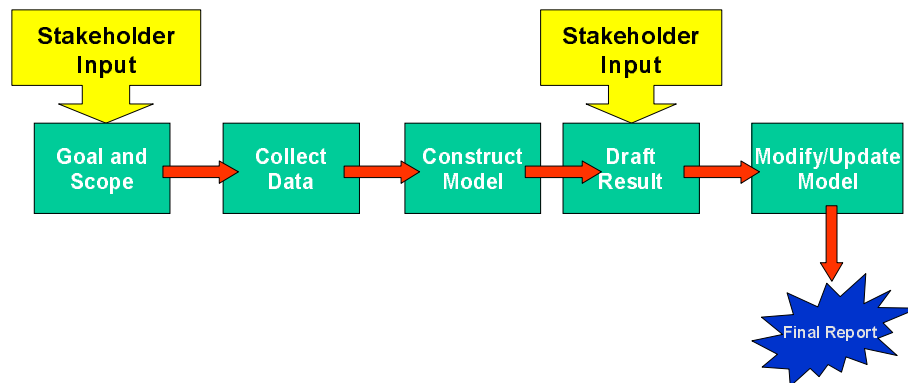 Stakeholder
Input
Stakeholder
Input
Goal and
Scope
Collect
Data
Construct
Model
Draft
Result
Modify/Update
Model
Final Report